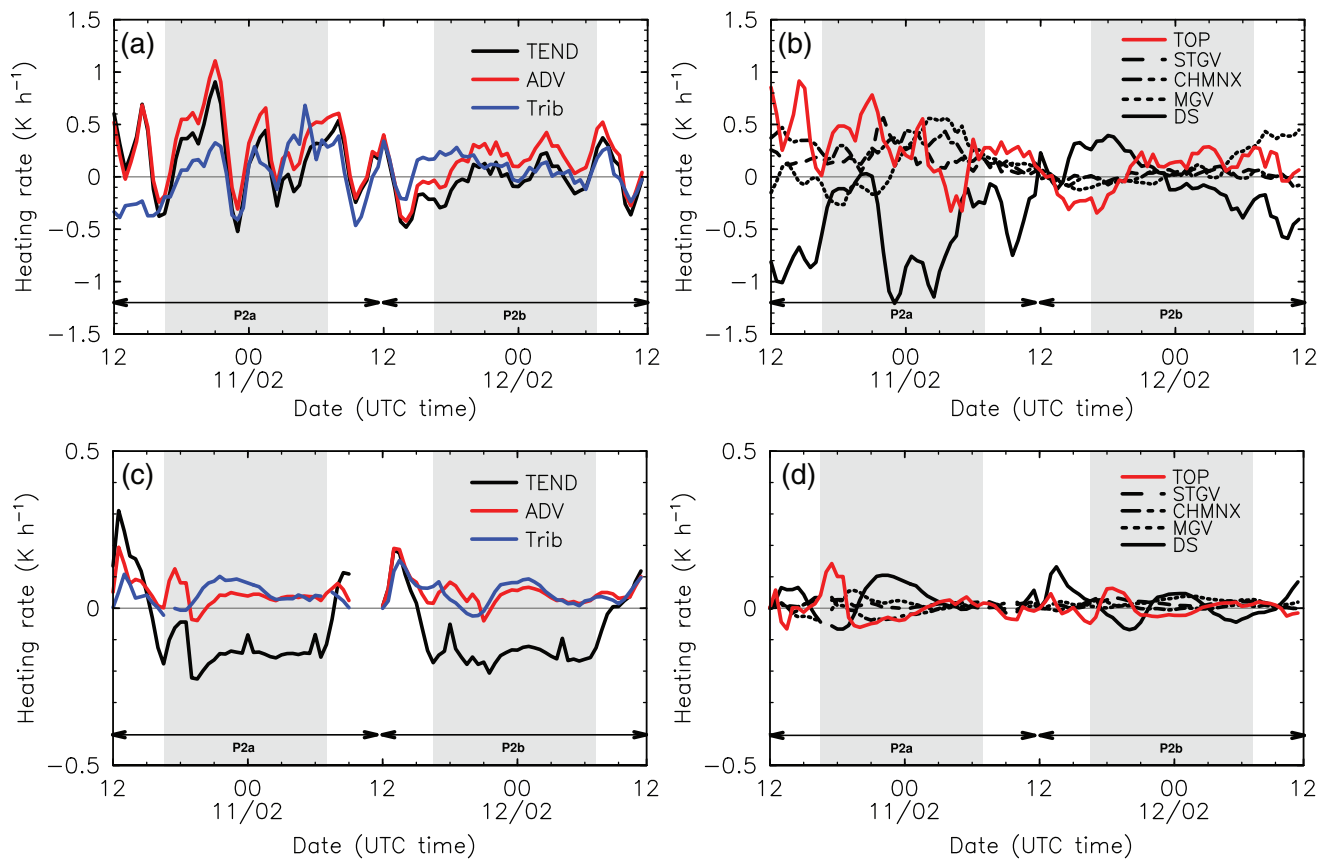 (a)
Heating rate (K h⁻¹)
1.5
1
0.5
0
−0.5
−1
−1.5
TEND
ADV
Trib
P2a
P2b
12 00 12 00 12
11/02 12/02
Date (UTC time)
(b)
Heating rate (K h⁻¹)
1.5
1
0.5
0
−0.5
−1
−1.5
TOP
STGV
CHMNX
MGV
DS
P2a
P2b
12 00 12 00 12
11/02 12/02
Date (UTC time)
(c)
Heating rate (K h⁻¹)
0.5
0
−0.5
TEND
ADV
Trib
P2a
P2b
12 00 12 00 12
11/02 12/02
Date (UTC time)
(d)
Heating rate (K h⁻¹)
0.5
0
−0.5
TOP
STGV
CHMNX
MGV
DS
P2a
P2b
12 00 12 00 12
11/02 12/02
Date (UTC time)